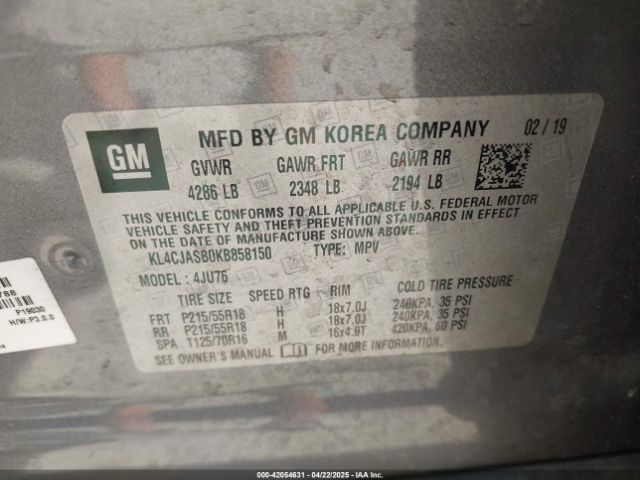 GM
MFD BY GM KOREA COMPANY 02 / 19
GVWR GAWR FRT GAWR RR
4286 LB 2348 LB 2194 LB
THIS VEHICLE CONFORMS TO ALL APPLICABLE U.S. FEDERAL MOTOR
VEHICLE SAFETY AND THEFT PREVENTION STANDARDS IN EFFECT
ON THE DATE OF MANUFACTURE SHOWN ABOVE.
KL4CJASB0KB858150 TYPE: MPV
MODEL : 4JU76
TIRE SIZE SPEED RTG RIM COLD TIRE PRESSURE
FRT P215/55R18 H 18x7.0J 240KPA, 35 PSI
RR P215/55R18 H 18x7.0J 240KPA, 35 PSI
SPA T125/70R16 M 16x4.0T 420KPA, 60 PSI
SEE OWNER'S MANUAL FOR MORE INFORMATION.
P19030
H/W:P3.0.0
000-42054631 - 04/22/2025 - IAA Inc.